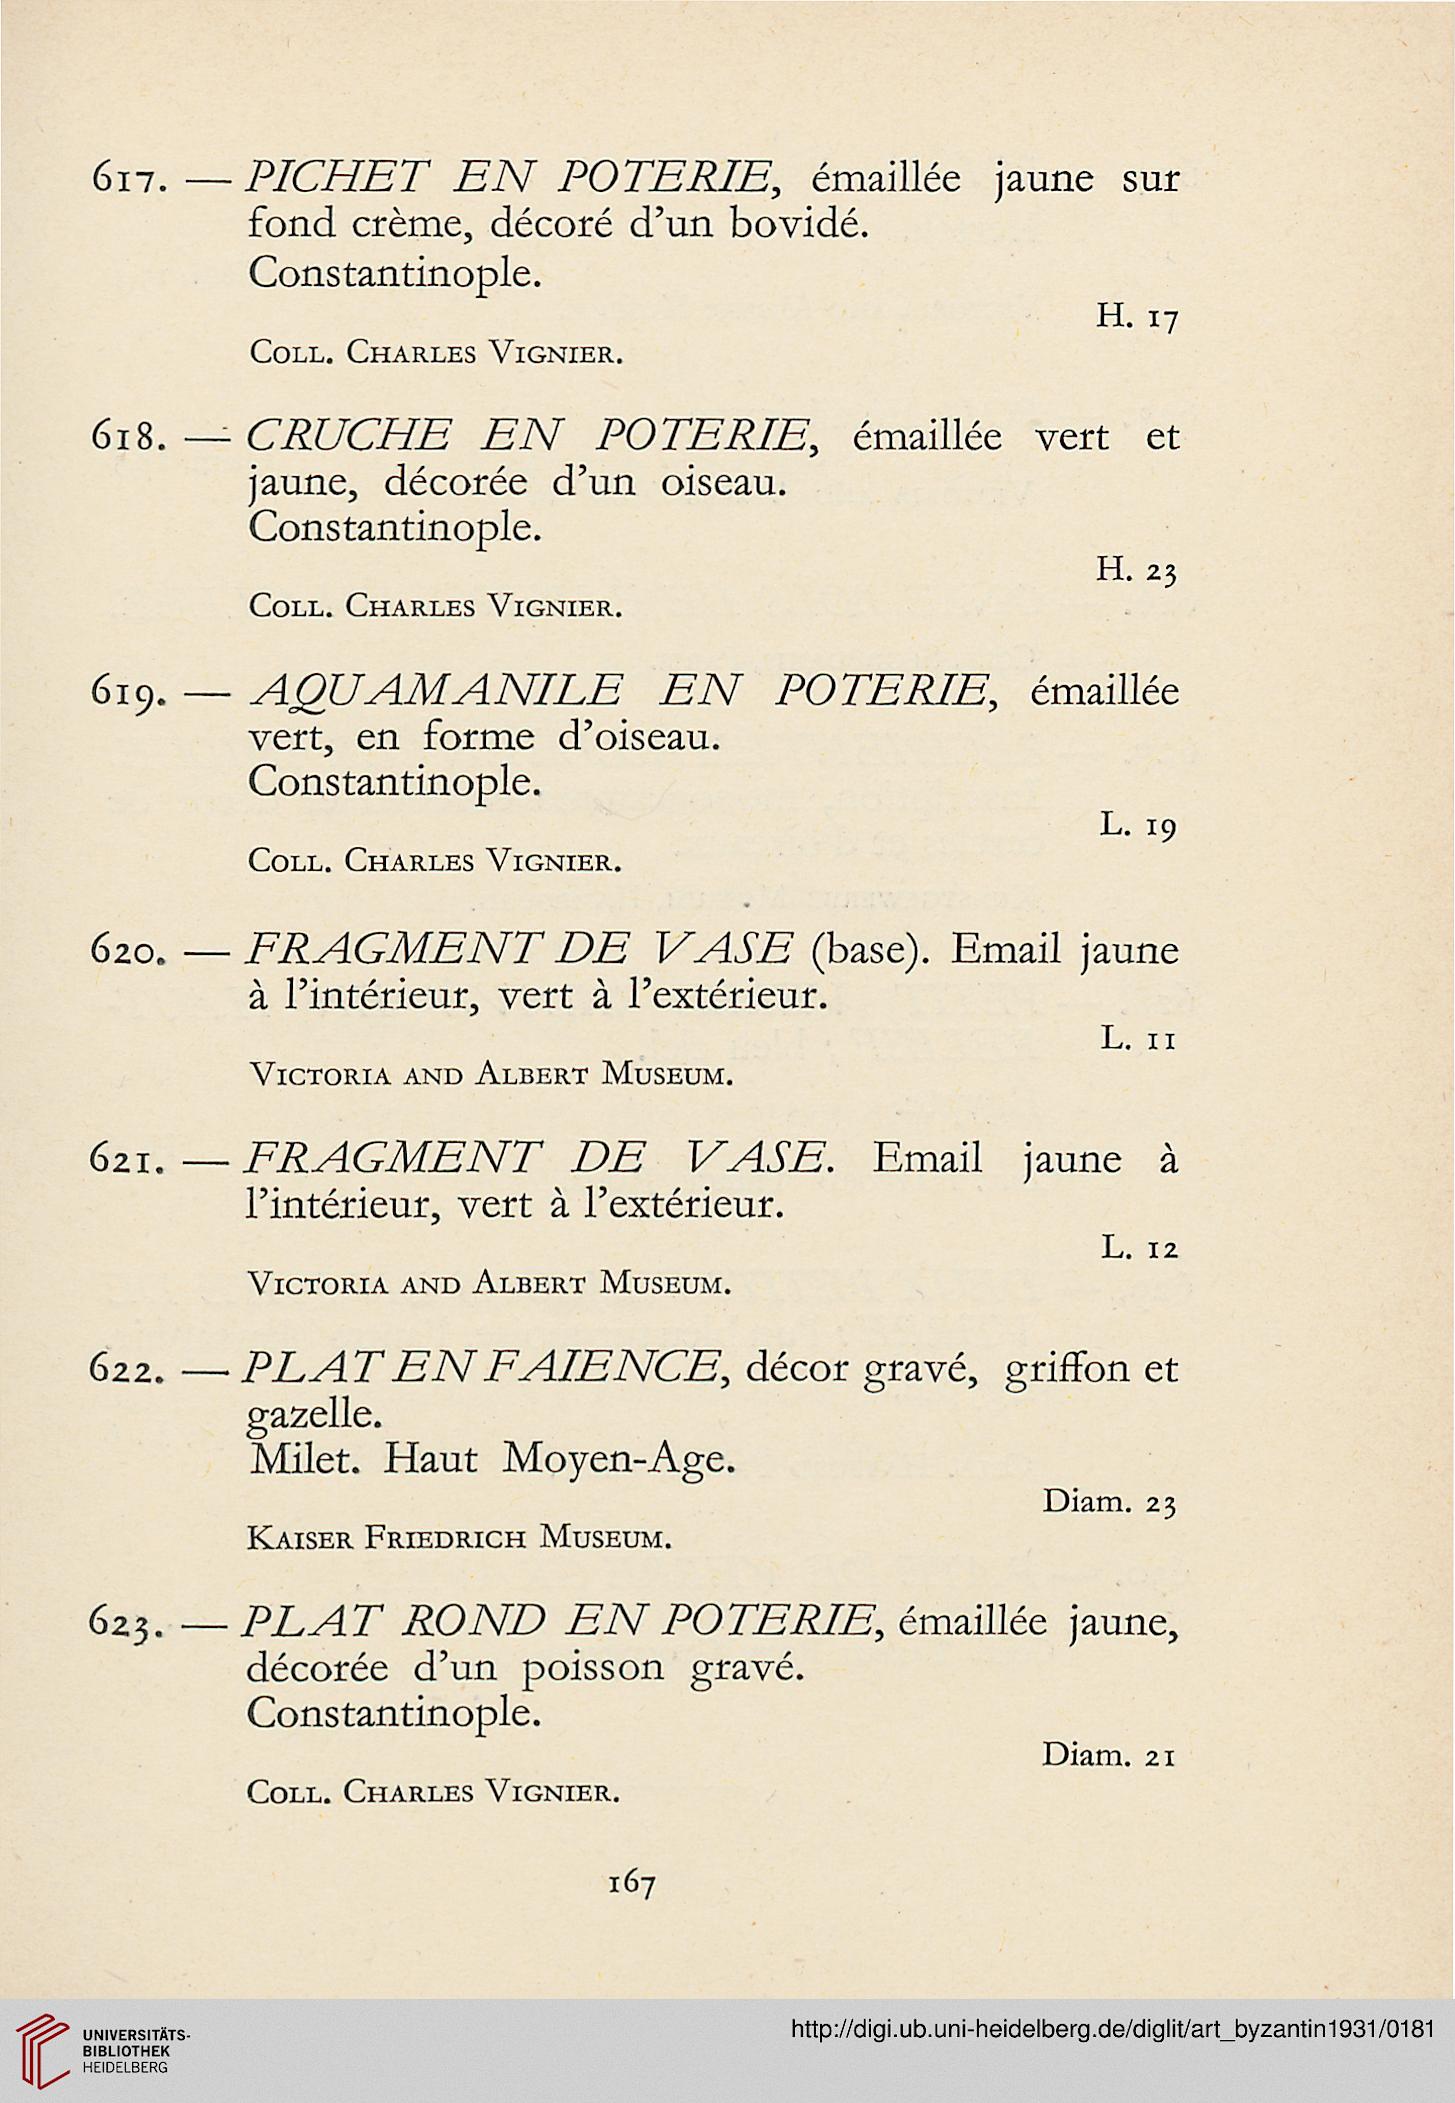 617. — PICHET EN POTERIE, émaillée jaune sur
fond crème, décoré d'un bovidé.
Constantinople.
H. 17
Coll. Charles Vignier.
618. — CRUCHE EN POTERIE, émaillée vert et
jaune, décorée d'un oiseau.
Constantinople.
H. 23
Coll. Charles Vignier.
619. — AQUAMANILE EN POTERIE, émaillée
vert, en forme d'oiseau.
Constantinople.
L. 19
Coll. Charles Vignier.
620. — FRAGMENT DE VASE (base). Email jaune
à l'intérieur, vert à l'extérieur.
L. 11
Victoria and Albert Museum.
621. — FRAGMENT DE VASE. Email jaune à
l'intérieur, vert à l'extérieur.
L. 12
Victoria and Albert Museum.
622. — PLAT EN FAIENCE, décor gravé, griffon et
gazelle.
Milet. Haut Moyen-Age.
Diam. 23
Kaiser Friedrich Museum.
623. — PLAT ROND EN POTERIE, émaillée jaune,
décorée d'un poisson gravé.
Constantinople.
Diam. 21
Coll. Charles Vignier.
167
UNIVERSITÄTS-
BIBLIOTHEK
HEIDELBERG
http://digi.ub.uni-heidelberg.de/diglit/art_byzantin1931/0181